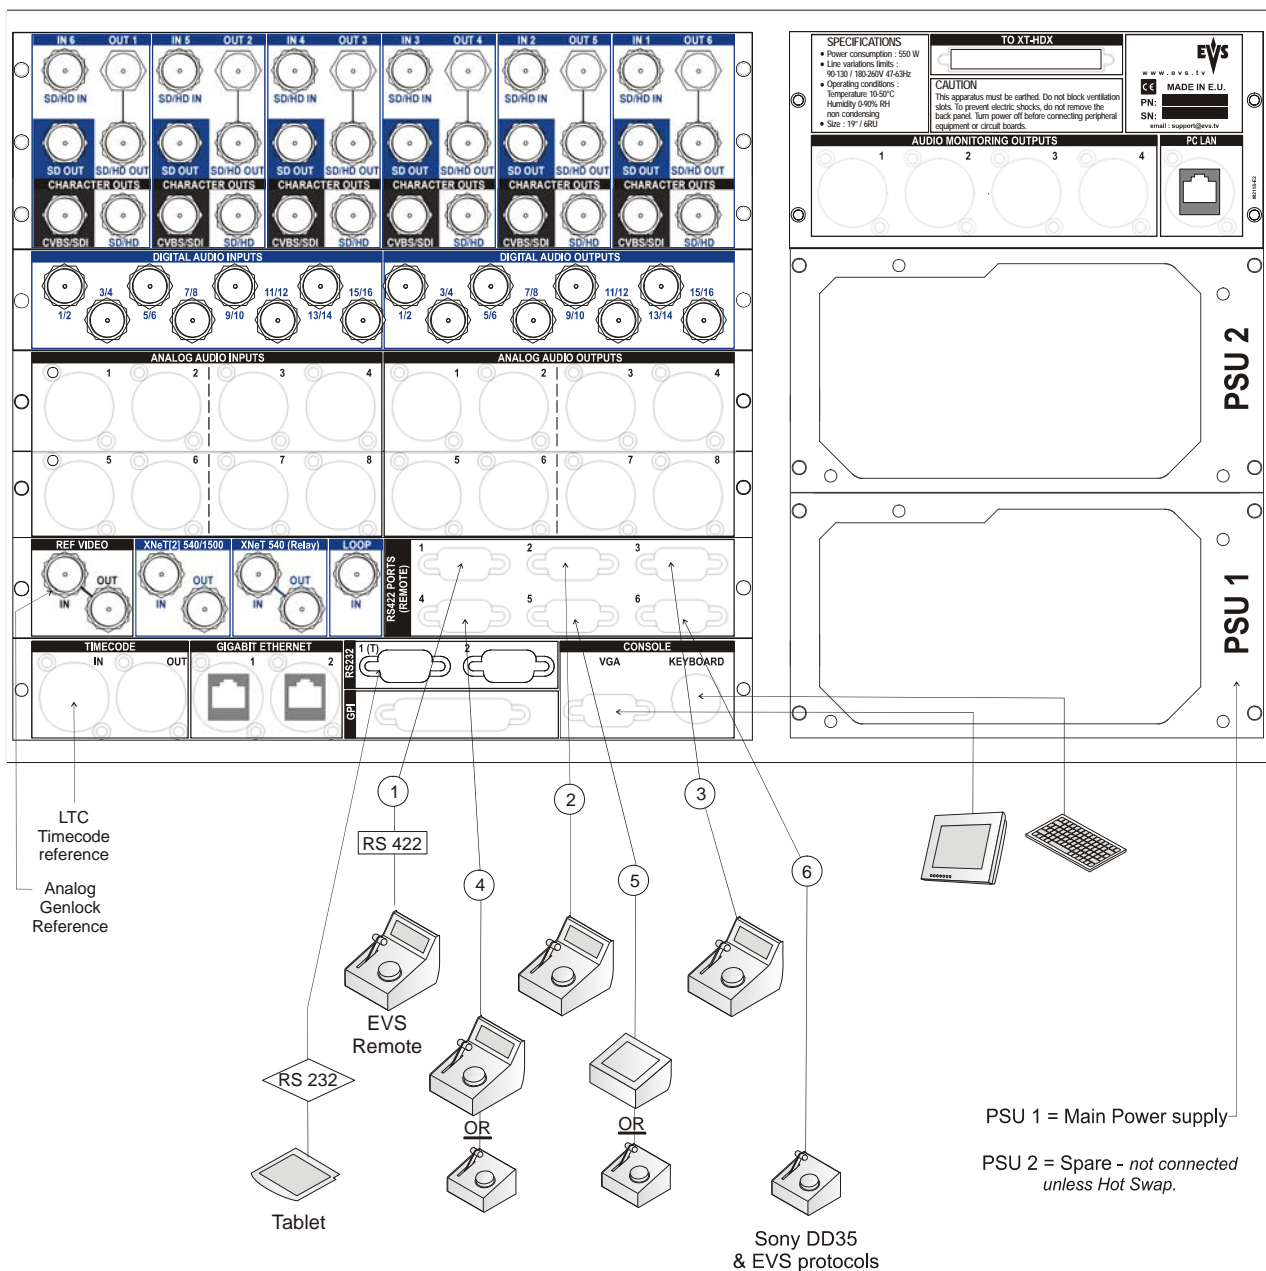 IN 6 OUT 1 IN 5 OUT 2 IN 4 OUT 3 IN 3 OUT 4 IN 2 OUT 5 IN 1 OUT 6
SD/HD IN SD/HD IN SD/HD IN SD/HD IN SD/HD IN SD/HD IN
SD OUT SD/HD OUT SD OUT SD/HD OUT SD OUT SD/HD OUT SD OUT SD/HD OUT SD OUT SD/HD OUT SD OUT SD/HD OUT
CHARACTER OUTS CHARACTER OUTS CHARACTER OUTS CHARACTER OUTS CHARACTER OUTS CHARACTER OUTS
CVBS/SDI SD/HD CVBS/SDI SD/HD CVBS/SDI SD/HD CVBS/SDI SD/HD CVBS/SDI SD/HD CVBS/SDI SD/HD
SPECIFICATIONS
• Power consumption : 550 W
• Line variations limits :
90-130 / 180-260V 47-63Hz
• Operating conditions :
Temperature 10-50°C
Humidity 0-90% RH
non condensing
• Size : 19" / 6RU
TO XT-HDX
CAUTION
This apparatus must be earthed. Do not block ventilation
slots. To prevent electric shocks, do not remove the
back panel. Turn power off before connecting peripheral
equipment or circuit boards.
EVS
www.evs.tv
CE MADE IN E.U.
PN:
SN:
email : support@evs.tv
AUDIO MONITORING OUTPUTS
1 2 3 4
PC LAN
DIGITAL AUDIO INPUTS DIGITAL AUDIO OUTPUTS
3/4 7/8 11/12 15/16 3/4 7/8 11/12 15/16
1/2 5/6 9/10 13/14 1/2 5/6 9/10 13/14
ANALOG AUDIO INPUTS ANALOG AUDIO OUTPUTS
1 2 3 4 1 2 3 4
5 6 7 8 5 6 7 8
PSU 2
PSU 1
REF VIDEO XNeT[2] 540/1500 XNeT 540 (Relay) LOOP
OUT OUT OUT
IN IN IN IN
RS422 PORTS
(REMOTE)
1 2 3
4 5 6
TIMECODE
IN OUT
GIGABIT ETHERNET
1 2
RS232
1 (T) 2
GPI
CONSOLE
VGA KEYBOARD
LTC
Timecode
reference
Analog
Genlock
Reference
1
2
3
RS 422
4
5
6
EVS
Remote
RS 232
OR
OR
Tablet
Sony DD35
& EVS protocols
PSU 1 = Main Power supply
PSU 2 = Spare - not connected
unless Hot Swap.